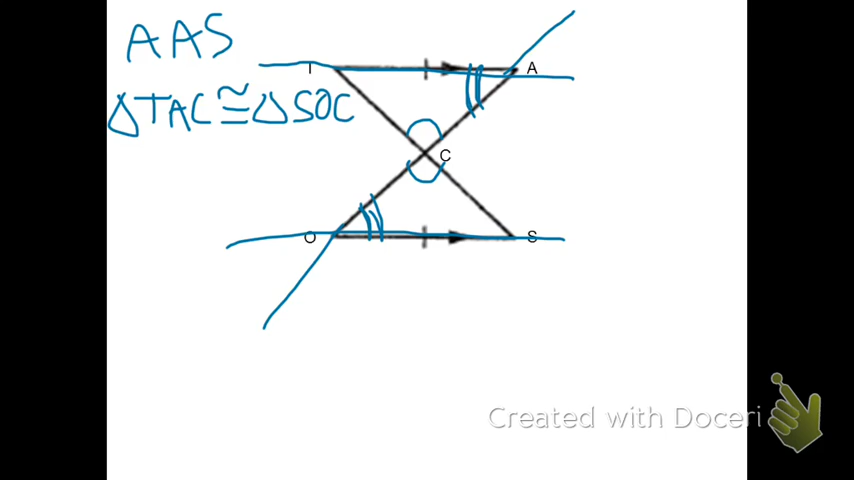 AAS
△TAC≅△SOC
T
A
C
O
S
Created with Doceri